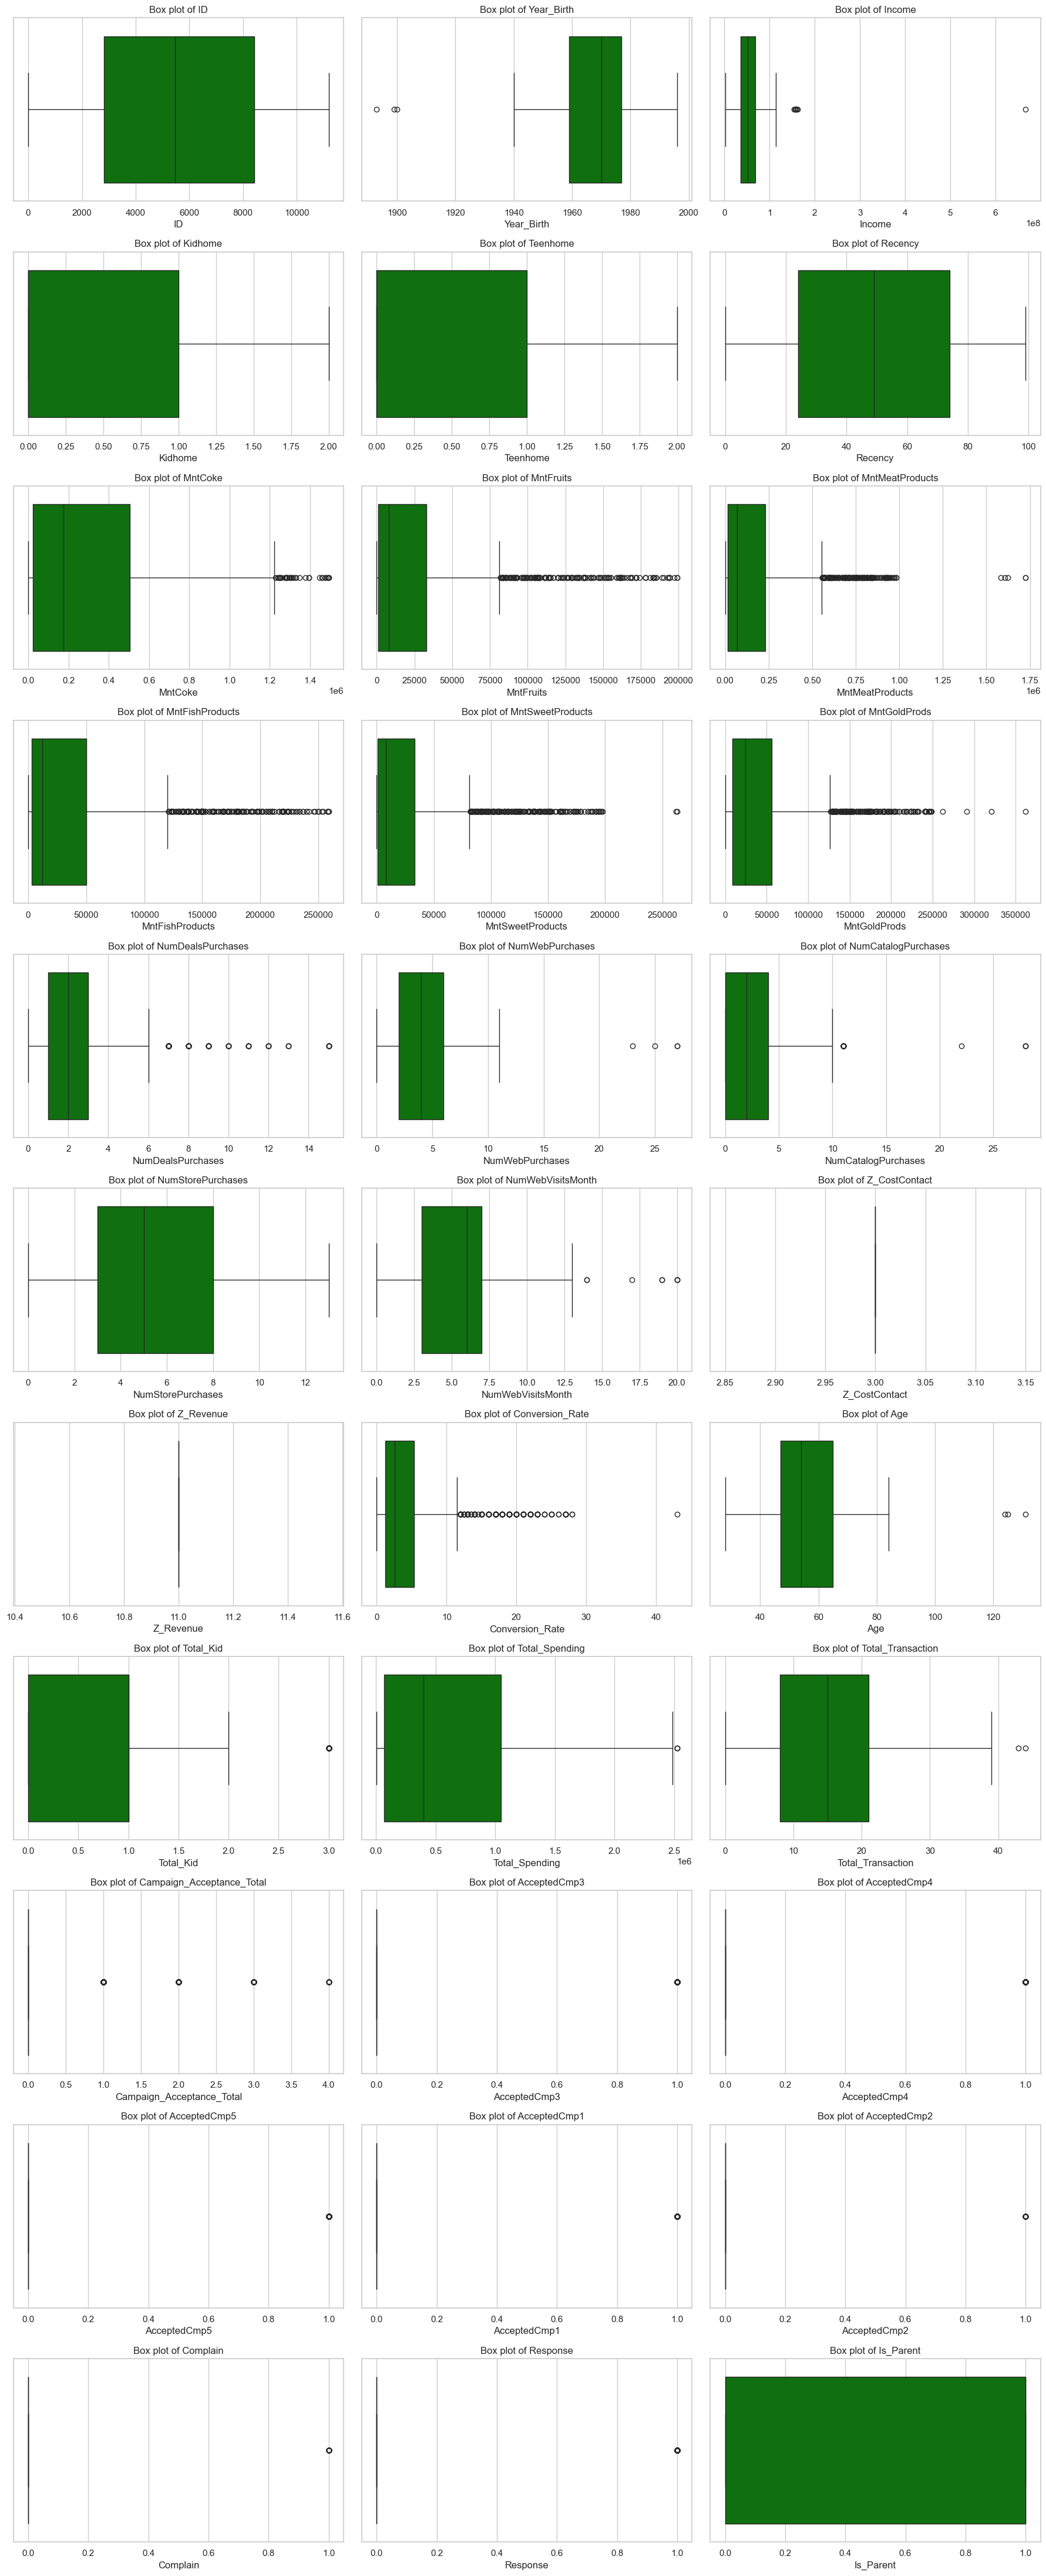 Box plot of ID
Box plot of Year_Birth
Box plot of Income
0 2000 4000 6000 8000 10000
1900 1920 1940 1960 1980 2000
0 1 2 3 4 5 6
1e8
ID
Year_Birth
Income
Box plot of Kidhome
Box plot of Teenhome
Box plot of Recency
0.00 0.25 0.50 0.75 1.00 1.25 1.50 1.75 2.00
0.00 0.25 0.50 0.75 1.00 1.25 1.50 1.75 2.00
0 20 40 60 80 100
Kidhome
Teenhome
Recency
Box plot of MntCoke
Box plot of MntFruits
Box plot of MntMeatProducts
0.0 0.2 0.4 0.6 0.8 1.0 1.2 1.4
1e6
0 25000 50000 75000 100000 125000 150000 175000 200000
0.00 0.25 0.50 0.75 1.00 1.25 1.50 1.75
1e6
MntCoke
MntFruits
MntMeatProducts
Box plot of MntFishProducts
Box plot of MntSweetProducts
Box plot of MntGoldProds
0 50000 100000 150000 200000 250000
0 50000 100000 150000 200000 250000
0 50000 100000 150000 200000 250000 300000 350000
MntFishProducts
MntSweetProducts
MntGoldProds
Box plot of NumDealsPurchases
Box plot of NumWebPurchases
Box plot of NumCatalogPurchases
0 2 4 6 8 10 12 14
0 5 10 15 20 25
0 5 10 15 20 25
NumDealsPurchases
NumWebPurchases
NumCatalogPurchases
Box plot of NumStorePurchases
Box plot of NumWebVisitsMonth
Box plot of Z_CostContact
0 2 4 6 8 10 12
0.0 2.5 5.0 7.5 10.0 12.5 15.0 17.5 20.0
2.85 2.90 2.95 3.00 3.05 3.10 3.15
NumStorePurchases
NumWebVisitsMonth
Z_CostContact
Box plot of Z_Revenue
Box plot of Conversion_Rate
Box plot of Age
10.4 10.6 10.8 11.0 11.2 11.4 11.6
0 10 20 30 40
40 60 80 100 120
Z_Revenue
Conversion_Rate
Age
Box plot of Total_Kid
Box plot of Total_Spending
Box plot of Total_Transaction
0.0 0.5 1.0 1.5 2.0 2.5 3.0
0.0 0.5 1.0 1.5 2.0 2.5
1e6
0 10 20 30 40
Total_Kid
Total_Spending
Total_Transaction
Box plot of Campaign_Acceptance_Total
Box plot of AcceptedCmp3
Box plot of AcceptedCmp4
0.0 0.5 1.0 1.5 2.0 2.5 3.0 3.5 4.0
0.0 0.2 0.4 0.6 0.8 1.0
0.0 0.2 0.4 0.6 0.8 1.0
Campaign_Acceptance_Total
AcceptedCmp3
AcceptedCmp4
Box plot of AcceptedCmp5
Box plot of AcceptedCmp1
Box plot of AcceptedCmp2
0.0 0.2 0.4 0.6 0.8 1.0
0.0 0.2 0.4 0.6 0.8 1.0
0.0 0.2 0.4 0.6 0.8 1.0
AcceptedCmp5
AcceptedCmp1
AcceptedCmp2
Box plot of Complain
Box plot of Response
Box plot of Is_Parent
0.0 0.2 0.4 0.6 0.8 1.0
0.0 0.2 0.4 0.6 0.8 1.0
0.0 0.2 0.4 0.6 0.8 1.0
Complain
Response
Is_Parent